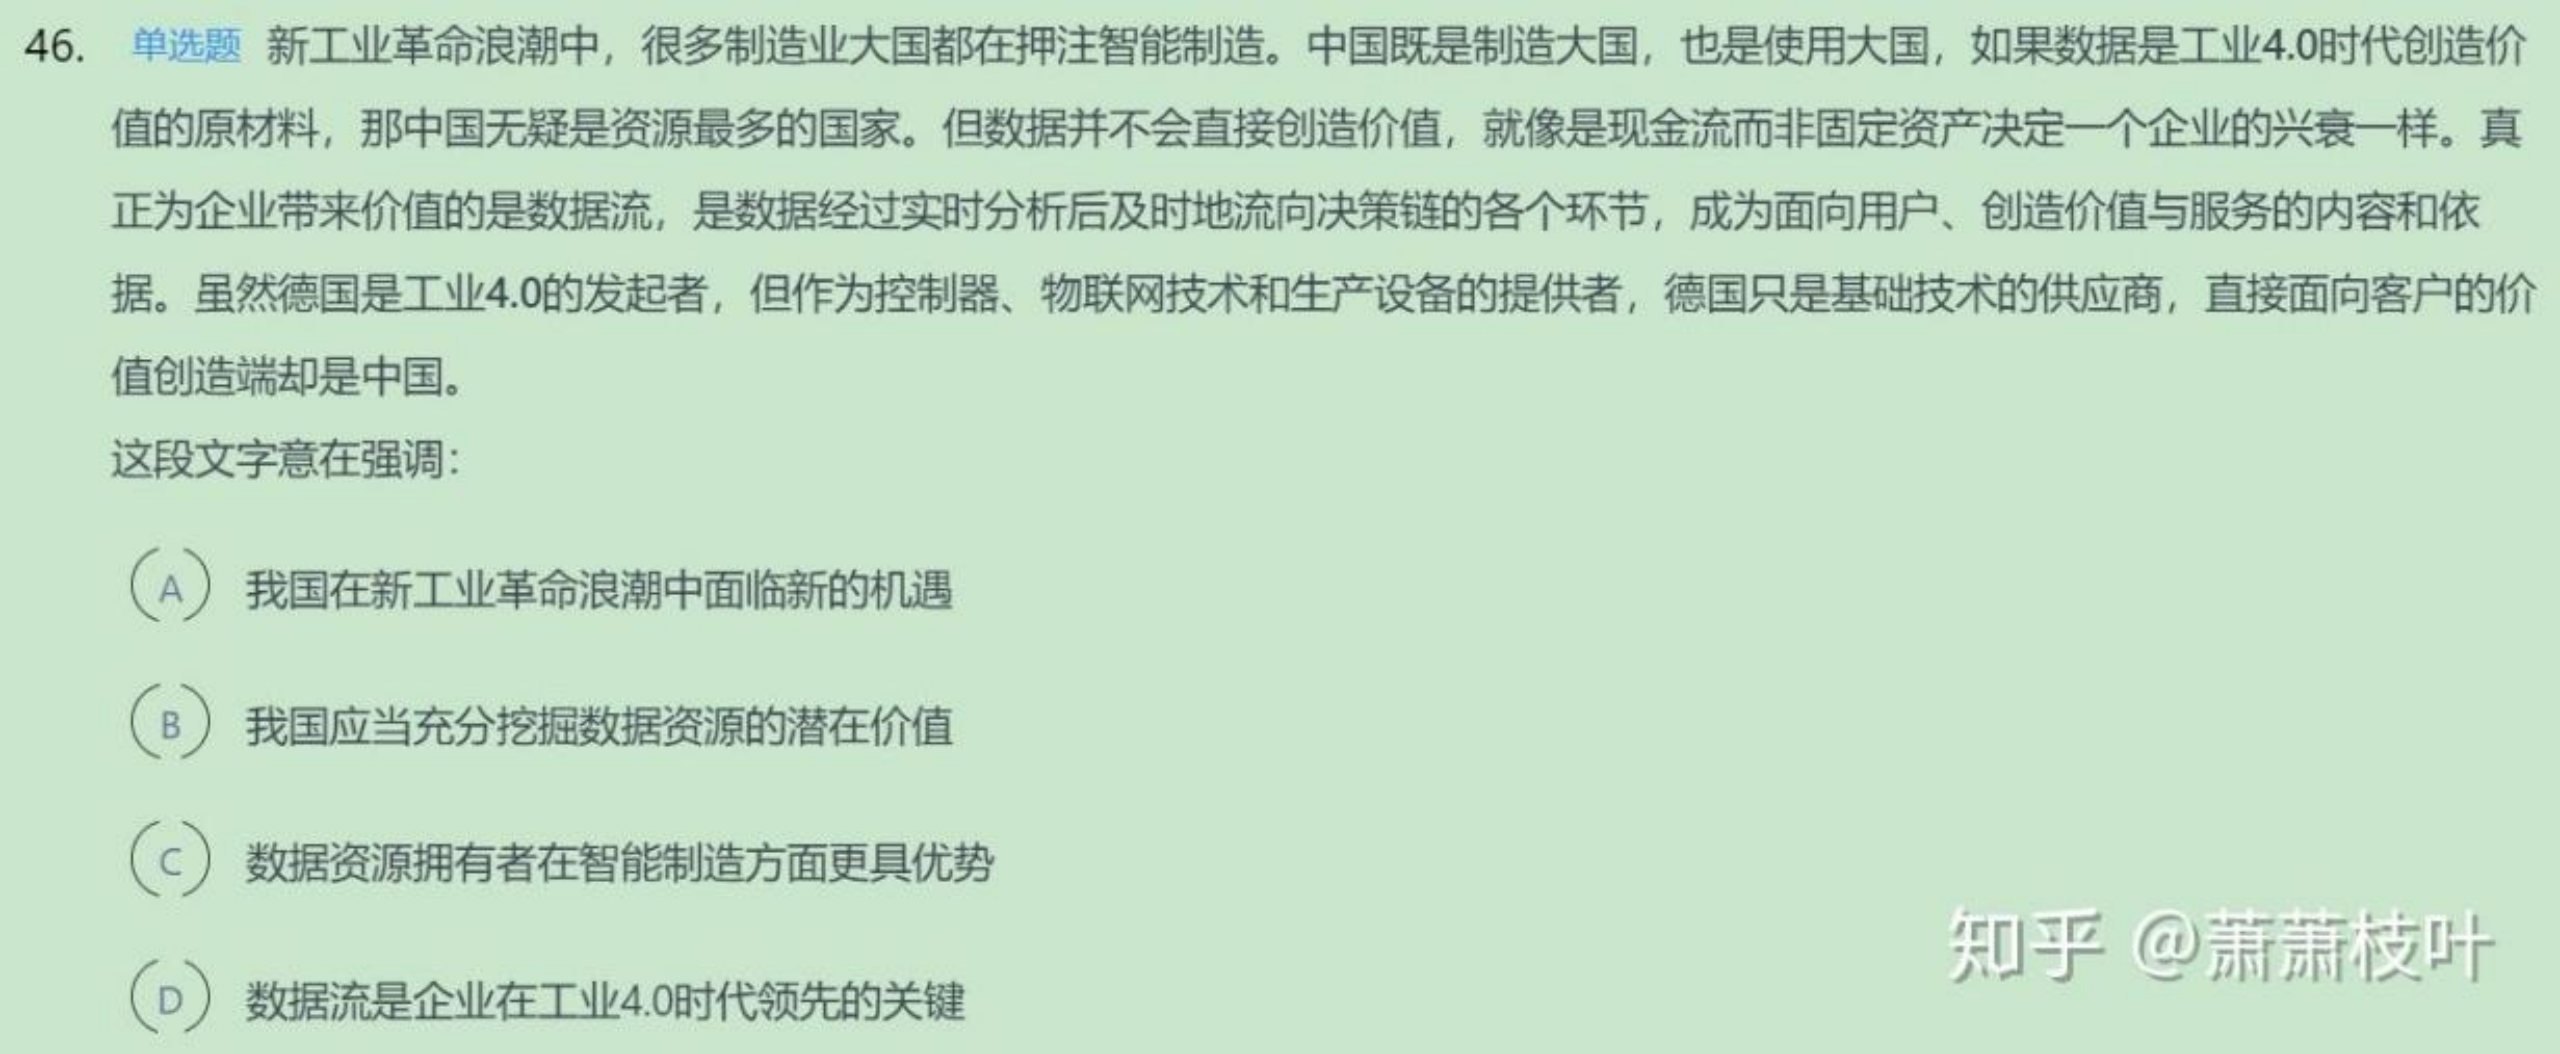 46. 单选题 新工业革命浪潮中，很多制造业大国都在押注智能制造。中国既是制造大国，也是使用大国，如果数据是工业4.0时代创造价
值的原材料，那中国无疑是资源最多的国家。但数据并不会直接创造价值，就像是现金流而非固定资产决定一个企业的兴衰一样。真
正为企业带来价值的是数据流，是数据经过实时分析后及时地流向决策链的各个环节，成为面向用户、创造价值与服务的内容和依
据。虽然德国是工业4.0的发起者，但作为控制器、物联网技术和生产设备的提供者，德国只是基础技术的供应商，直接面向客户的价
值创造端却是中国。
这段文字意在强调：
A 我国在新工业革命浪潮中面临新的机遇
B 我国应当充分挖掘数据资源的潜在价值
C 数据资源拥有者在智能制造方面更具优势
D 数据流是企业在工业4.0时代领先的关键
知乎 @萧萧枝叶